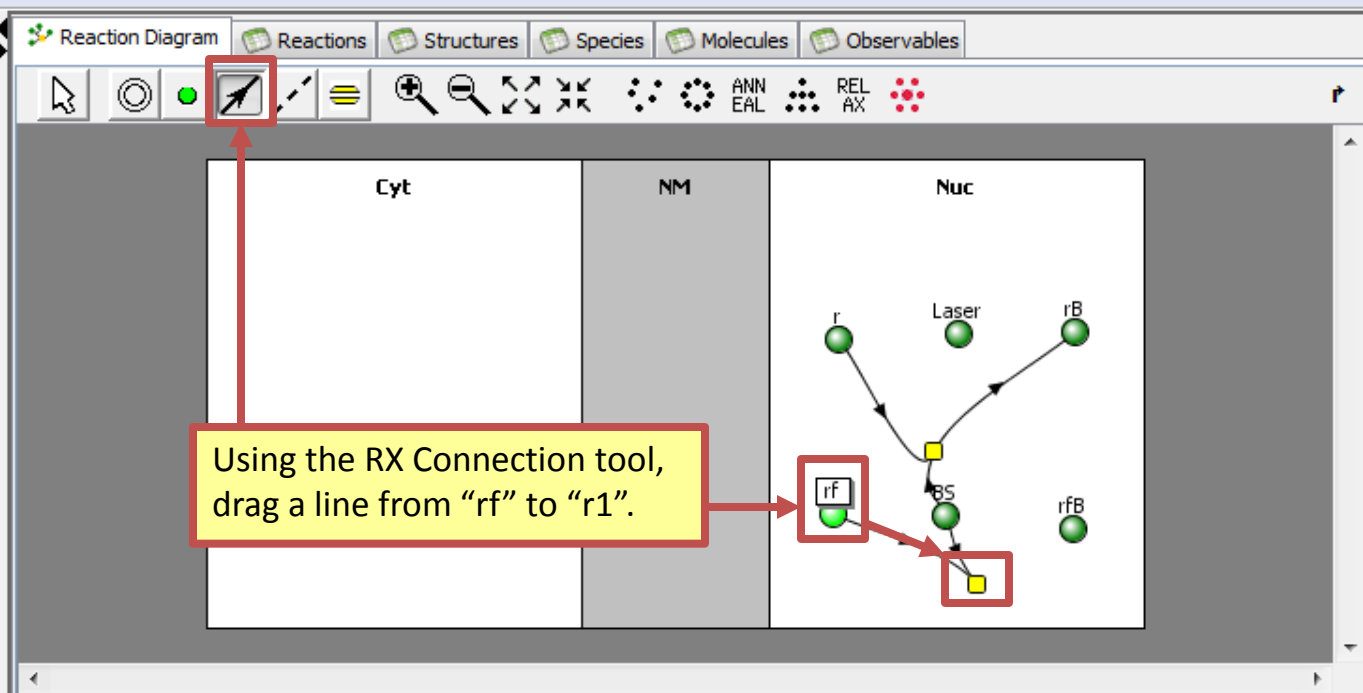 Reaction Diagram Reactions Structures Species Molecules Observables
ANN EAL REL AX
Cyt NM Nuc
r Laser rB
Using the RX Connection tool,
drag a line from “rf” to “r1”.
rf BS rfB